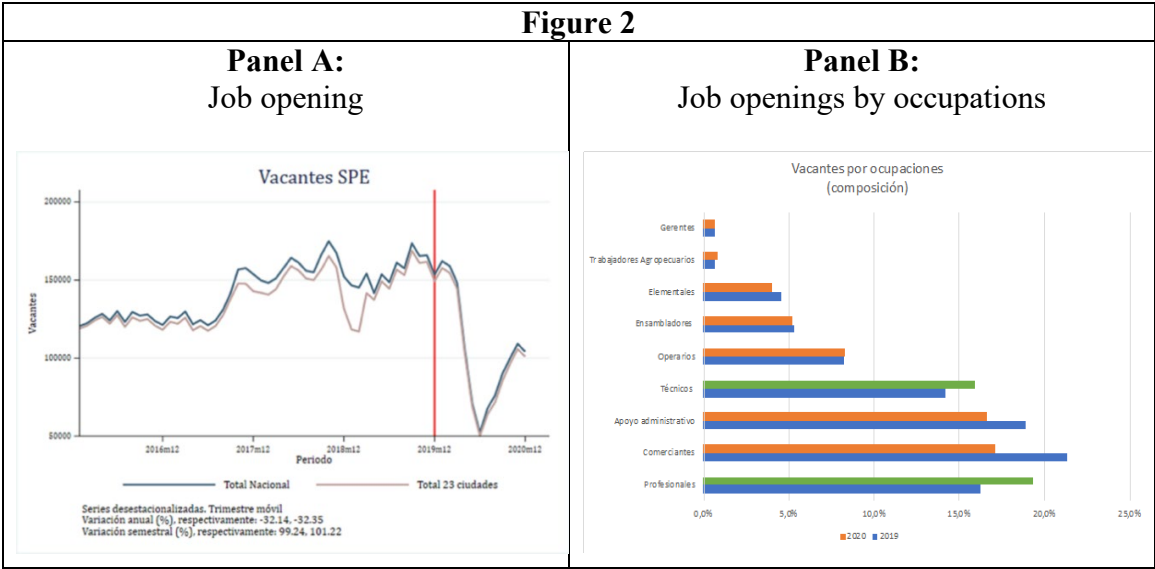 Figure 2
Panel A:
Job opening
Vacantes SPE
200000
150000
100000
50000
Vacantes
2016m12
2017m12
2018m12
2019m12
2020m12
Periodo
Total Nacional
Total 23 ciudades
Series desestacionalizadas. Trimestre móvil
Variación anual (%), respectivamente: -32.14, -32.35
Variación semestral (%), respectivamente: 99.24, 101.22
Panel B:
Job openings by occupations
Vacantes por ocupaciones
(composición)
Gerentes
Trabajadores Agropecuarios
Elementales
Ensambladores
Operarios
Técnicos
Apoyo administrativo
Comerciantes
Profesionales
0,0%
5,0%
10,0%
15,0%
20,0%
25,0%
2020
2019